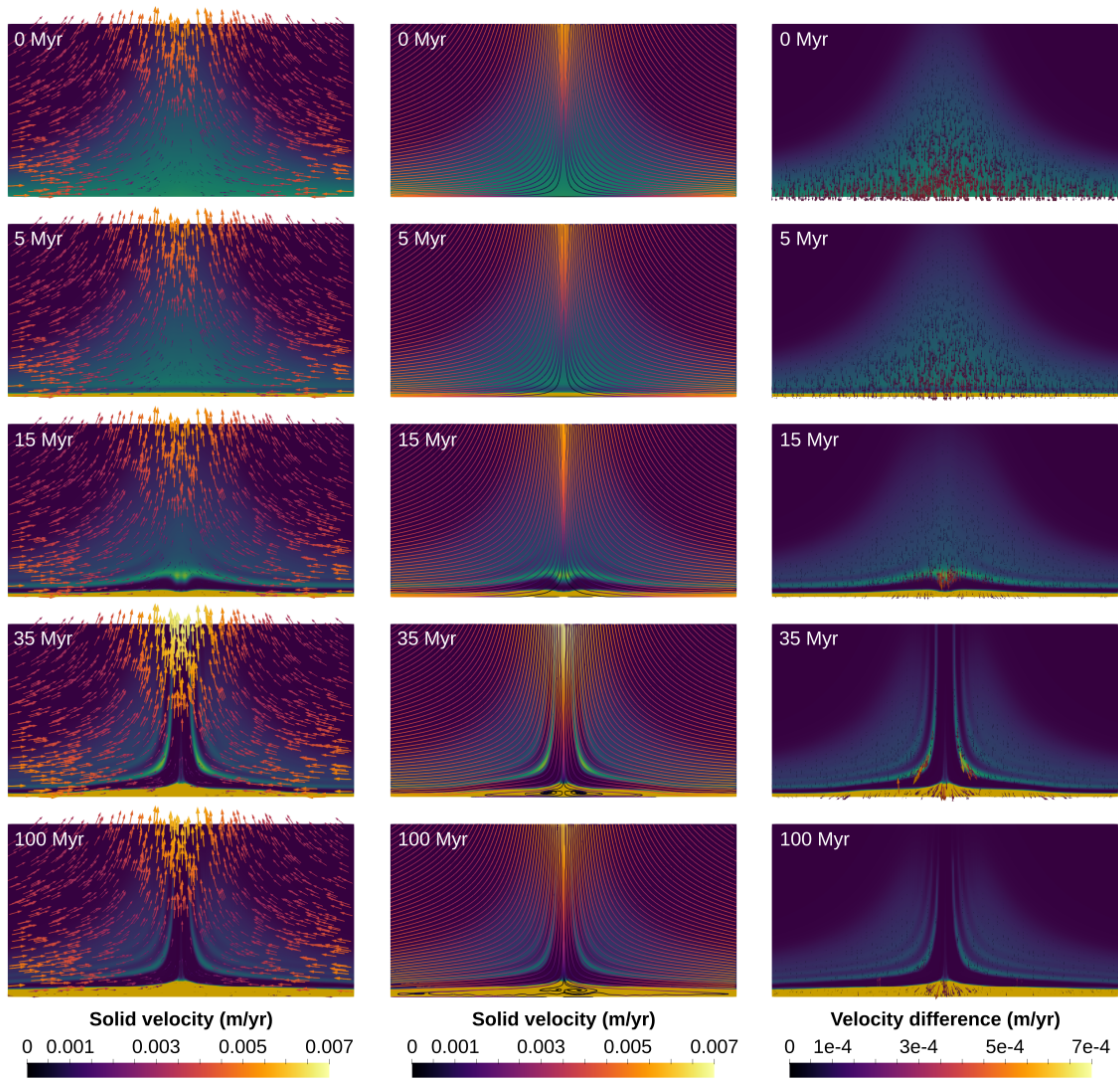 0 Myr 0 Myr 0 Myr
5 Myr 5 Myr 5 Myr
15 Myr 15 Myr 15 Myr
35 Myr 35 Myr 35 Myr
100 Myr 100 Myr 100 Myr
Solid velocity (m/yr) Solid velocity (m/yr) Velocity difference (m/yr)
0 0.001 0.003 0.005 0.007 0 0.001 0.003 0.005 0.007 0 1e-4 3e-4 5e-4 7e-4